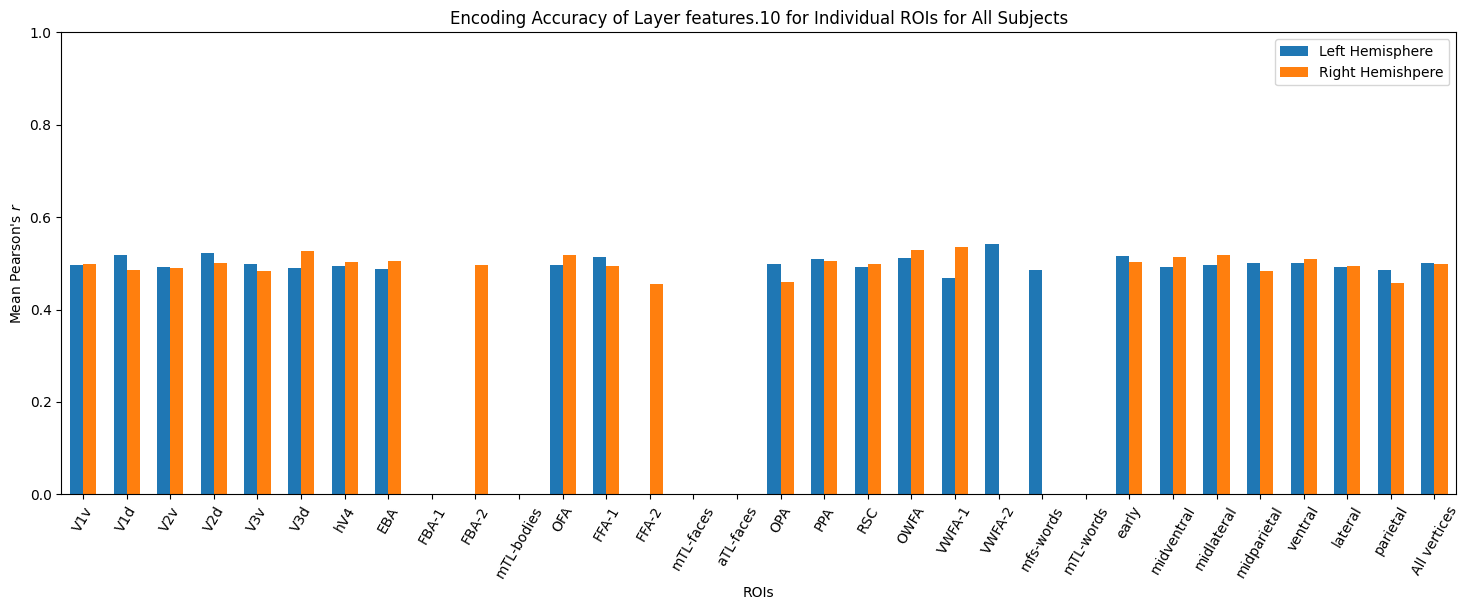 Encoding Accuracy of Layer features.10 for Individual ROIs for All Subjects
1.0
0.8
0.6
0.4
0.2
0.0
Mean Pearson's r
Left Hemisphere
Right Hemishpere
V1v
V1d
V2v
V2d
V3v
V3d
hV4
EBA
FBA-1
FBA-2
mTL-bodies
OFA
FFA-1
FFA-2
mTL-faces
aTL-faces
OPA
PPA
RSC
OWFA
VWFA-1
VWFA-2
mfs-words
mTL-words
early
midventral
midlateral
midparietal
ventral
lateral
parietal
All vertices
ROIs